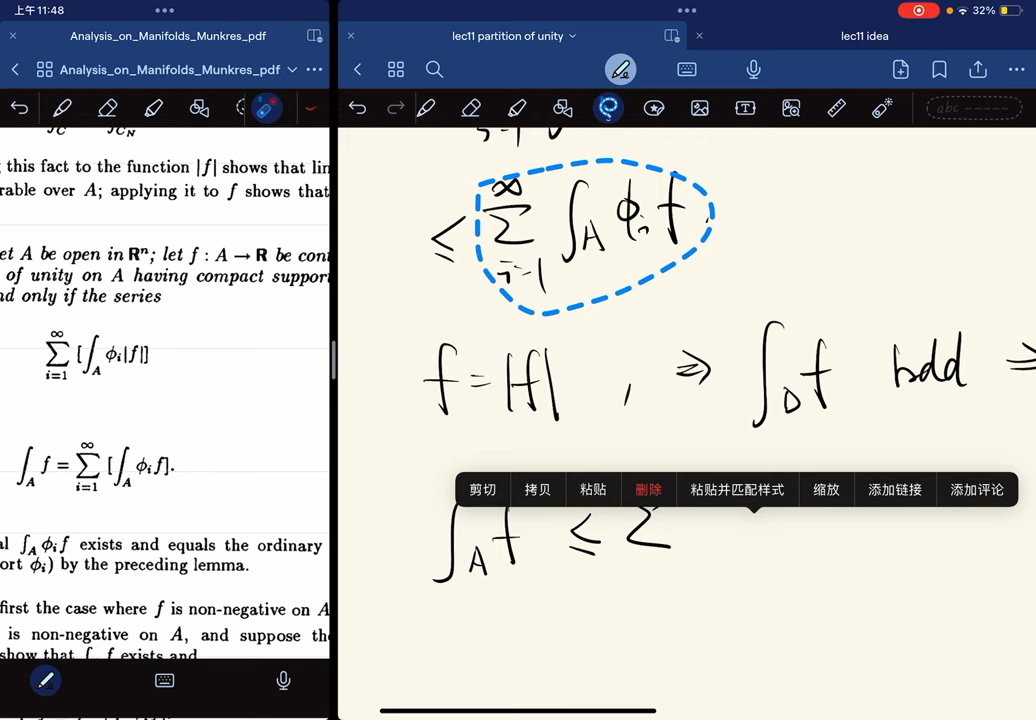 上午11:48
32%
Analysis_on_Manifolds_Munkres_pdf
Analysis_on_Manifolds_Munkres_pdf
this fact to the function |f| shows that lin
rable over A; applying it to f shows that
et A be open in Rⁿ; let f : A → R be cont
of unity on A having compact support
nd only if the series
∑_{i=1}^{∞} [∫_A ϕ_i|f|]
∫_A f = ∑_{i=1}^{∞} [∫_A ϕ_i f].
al ∫_A ϕ_i f exists and equals the ordinary
ort ϕ_i) by the preceding lemma.
first the case where f is non-negative on A
is non-negative on A, and suppose the
show that ∫ f exists and
lec11 partition of unity
lec11 idea
abc
≤ ∑_{i=1}^{∞} ∫_A ϕ_i f
f = |f| , ⇒ ∫_D f bdd ⇒
剪切 拷贝 粘贴 删除 粘贴并匹配样式 缩放 添加链接 添加评论
∫_A f ≤ ∑